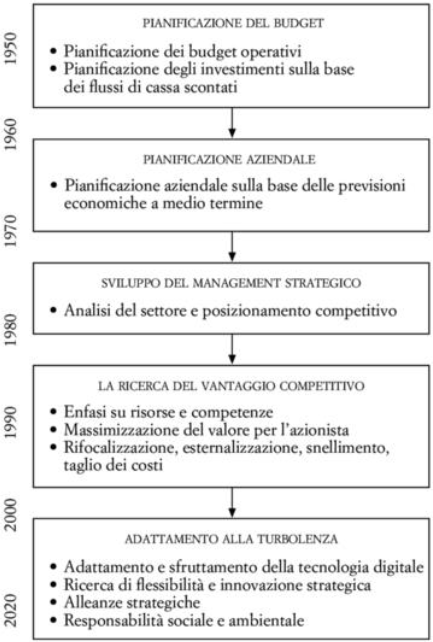 1950
PIANIFICAZIONE DEL BUDGET
• Pianificazione dei budget operativi
• Pianificazione degli investimenti sulla base
dei flussi di cassa scontati
1960
PIANIFICAZIONE AZIENDALE
• Pianificazione aziendale sulla base delle previsioni
economiche a medio termine
1970
SVILUPPO DEL MANAGEMENT STRATEGICO
• Analisi del settore e posizionamento competitivo
1980
LA RICERCA DEL VANTAGGIO COMPETITIVO
• Enfasi su risorse e competenze
• Massimizzazione del valore per l'azionista
• Rifocalizzazione, esternalizzazione, snellimento,
taglio dei costi
1990
2000
ADATTAMENTO ALLA TURBOLENZA
• Adattamento e sfruttamento della tecnologia digitale
• Ricerca di flessibilità e innovazione strategica
• Alleanze strategiche
• Responsabilità sociale e ambientale
2020